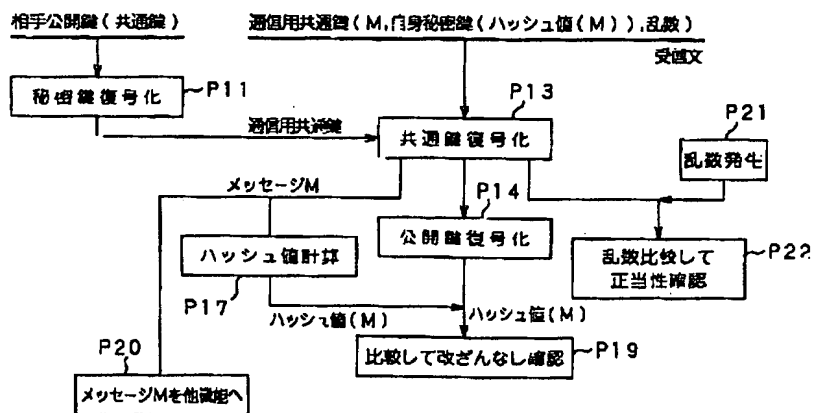 相手公開鍵(共通鍵)
通信用共通鍵(M,自身秘密鍵(ハッシュ値(M)),乱数)
受信文
秘密鍵復号化
P11
P13
P21
通信用共通鍵
共通鍵復号化
乱数発生
メッセージM
P14
公開鍵復号化
ハッシュ値計算
乱数比較して
正当性確認
P22
P17
ハッシュ値(M)
ハッシュ値(M)
P20
比較して改ざんなし確認
P19
メッセージMを他機能へ